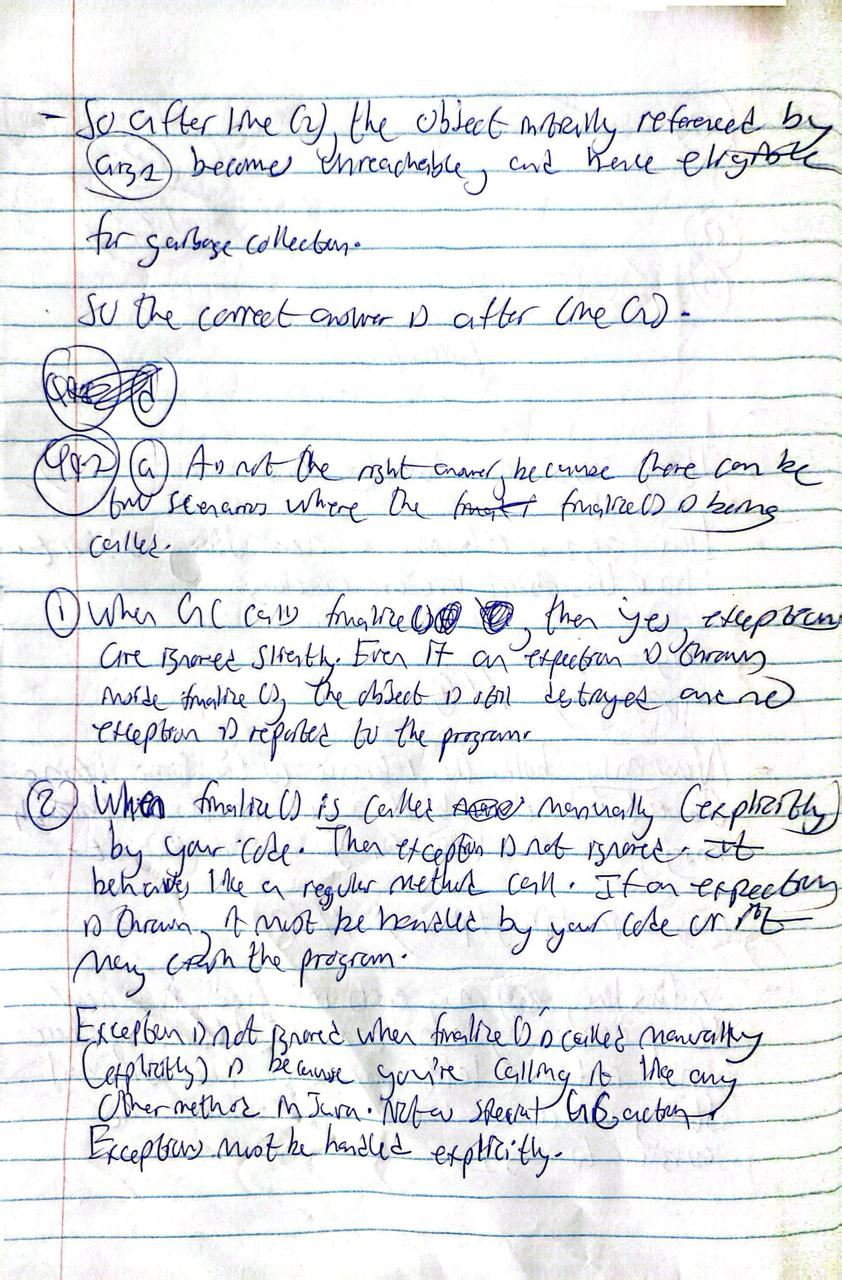 - So after line (2), the object initially referenced by
arg2 become unreachable, and hence eligible
for garbage collection.
So the correct answer is after line (2).
d
Q9.2 a A is not the right answer, because there can be
two scenarios where the finalize() is being
called.
1 When GC calls finalize(), then yes, exceptions
are ignored silently. Even if an expection is thrown
inside finalize(), the object is still destroyed and no
exception is reported to the program.
2 When finalize() is called manually (explicitly)
by your code. Then exception is not ignored. It
behaves like a regular method call. If an expection
is thrown, it must be handled by your code or it
may crash the program.
Exception is not ignored when finalize() is called manually
(explicitly) is because you're calling it like any
other method in Java. Not a special GC action.
Exceptions must be handled explicitly.